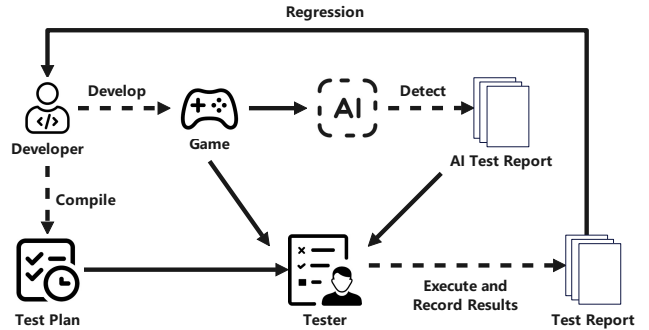 Regression
Develop
Detect
AI
</>
Developer
Game
AI Test Report
Compile
Execute and
Record Results
Test Plan
Tester
Test Report